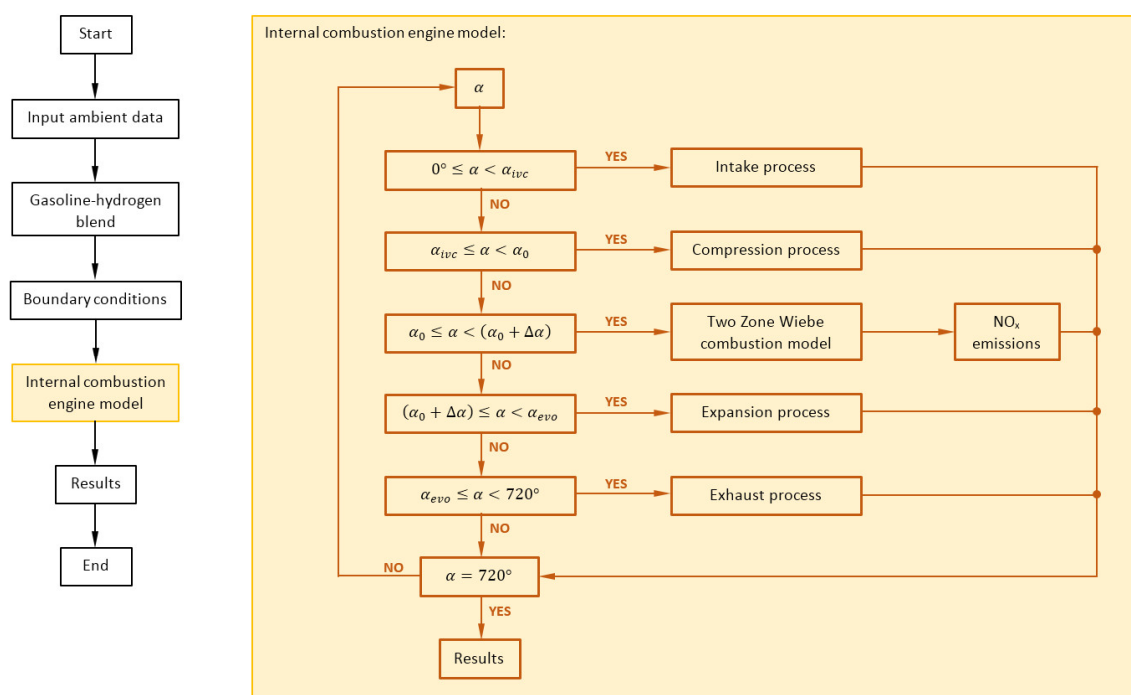 Start
Input ambient data
Gasoline-hydrogen
blend
Boundary conditions
Internal combustion
engine model
Results
End
Internal combustion engine model:
α
0° ≤ α < α_ivc
YES
Intake process
NO
α_ivc ≤ α < α_0
YES
Compression process
NO
α_0 ≤ α < (α_0 + Δα)
YES
Two Zone Wiebe
combustion model
NOₓ
emissions
NO
(α_0 + Δα) ≤ α < α_evo
YES
Expansion process
NO
α_evo ≤ α < 720°
YES
Exhaust process
NO
NO
α = 720°
YES
Results